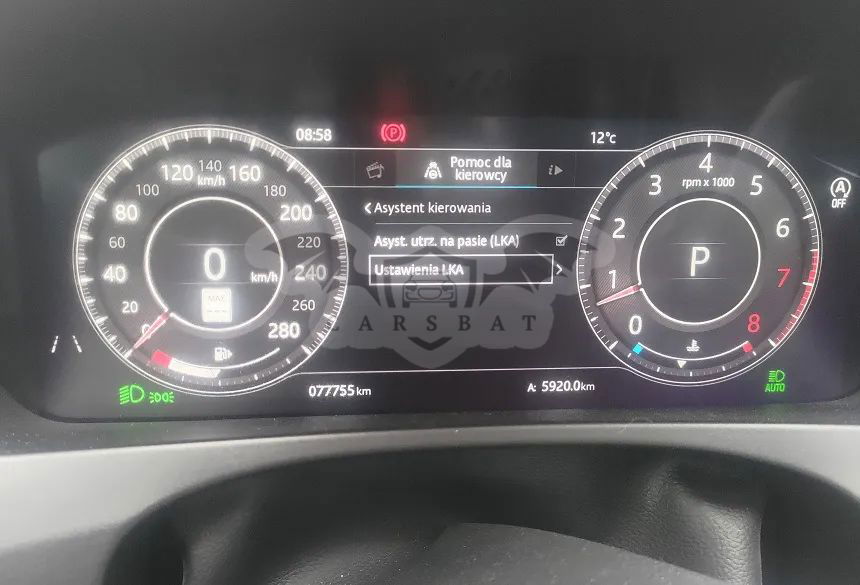 08:58
12°c
Pomoc dla
kierowcy
i
Asystent kierowania
Asyst. utrz. na pasie (LKA)
Ustawienia LKA
0 20 40 60 80 100 120 140 160 180 200 220 240 260 280
km/h
0
km/h
MAX
rpm x 1000
0 1 2 3 4 5 6 7 8
P
A
OFF
077755 km
A: 5920.0km
AUTO
CARSBAT